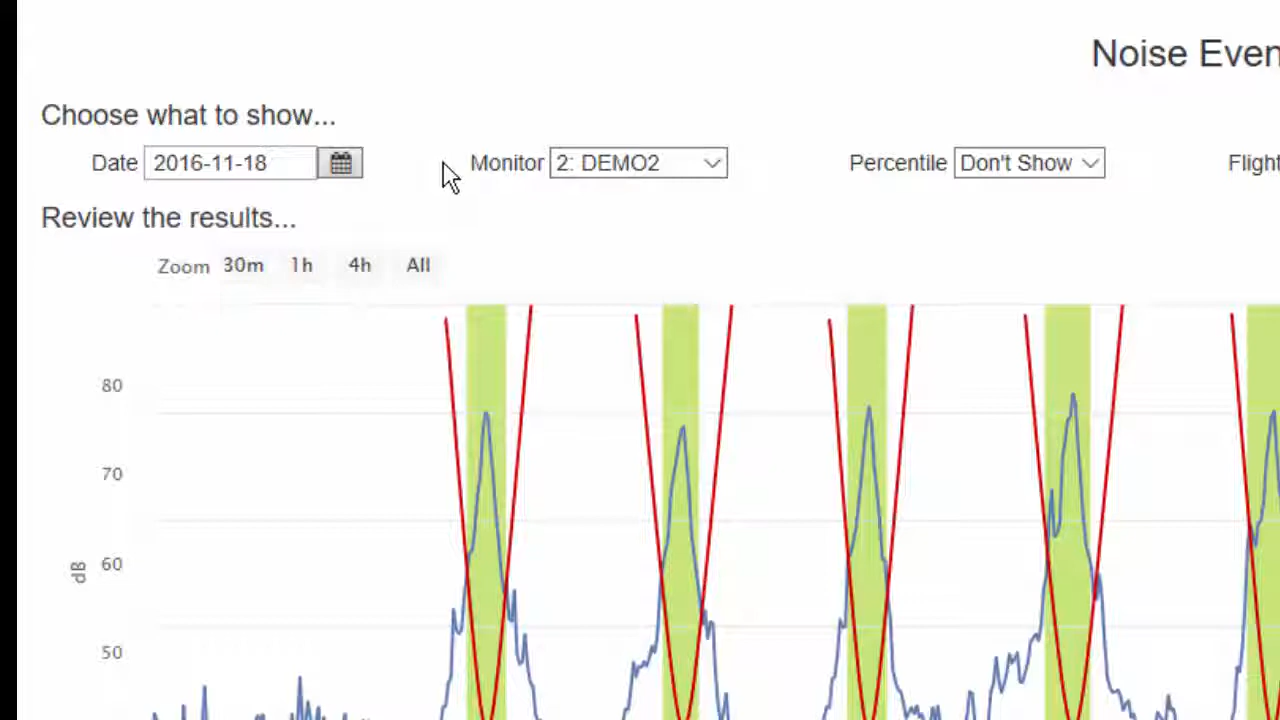 Noise Even
Choose what to show...
Date 2016-11-18 Monitor 2: DEMO2 Percentile Don't Show Flight
Review the results...
Zoom 30m 1h 4h All
80
70
60
dB
50